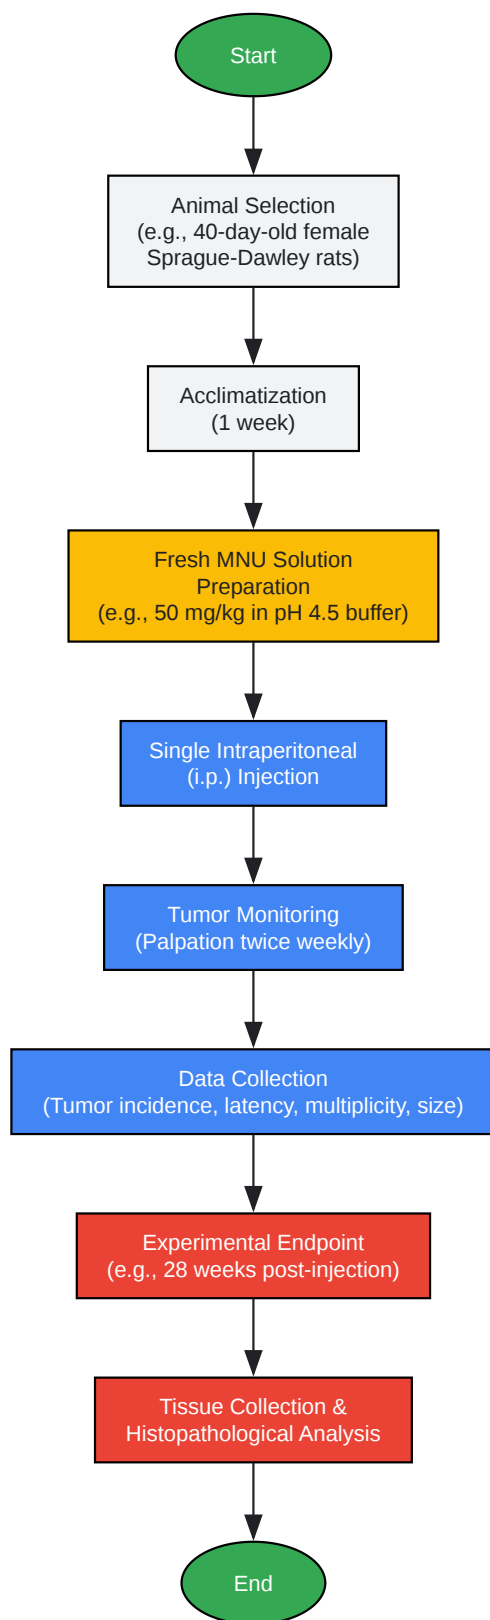 Start
Animal Selection
(e.g., 40-day-old female
Sprague-Dawley rats)
Acclimatization
(1 week)
Fresh MNU Solution
Preparation
(e.g., 50 mg/kg in pH 4.5 buffer)
Single Intraperitoneal
(i.p.) Injection
Tumor Monitoring
(Palpation twice weekly)
Data Collection
(Tumor incidence, latency, multiplicity, size)
Experimental Endpoint
(e.g., 28 weeks post-injection)
Tissue Collection &
Histopathological Analysis
End